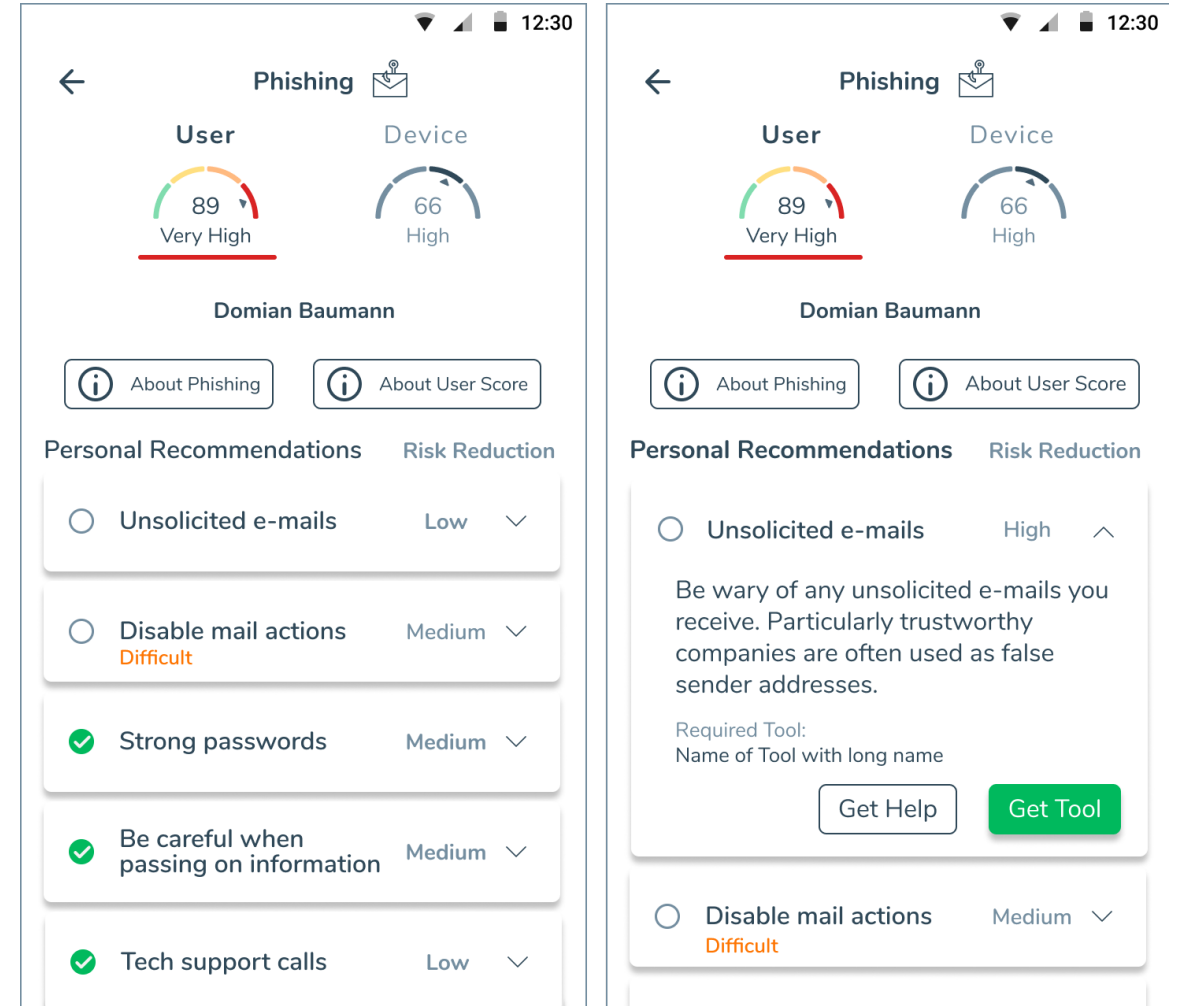 12:30
Phishing
User
Device
89
66
Very High
High
Domian Baumann
About Phishing
About User Score
Personal Recommendations
Risk Reduction
Unsolicited e-mails
Low
Disable mail actions
Medium
Difficult
Strong passwords
Medium
Be careful when
passing on information
Medium
Tech support calls
Low
12:30
Phishing
User
Device
89
66
Very High
High
Domian Baumann
About Phishing
About User Score
Personal Recommendations
Risk Reduction
Unsolicited e-mails
High
Be wary of any unsolicited e-mails you
receive. Particularly trustworthy
companies are often used as false
sender addresses.
Required Tool:
Name of Tool with long name
Get Help
Get Tool
Disable mail actions
Medium
Difficult